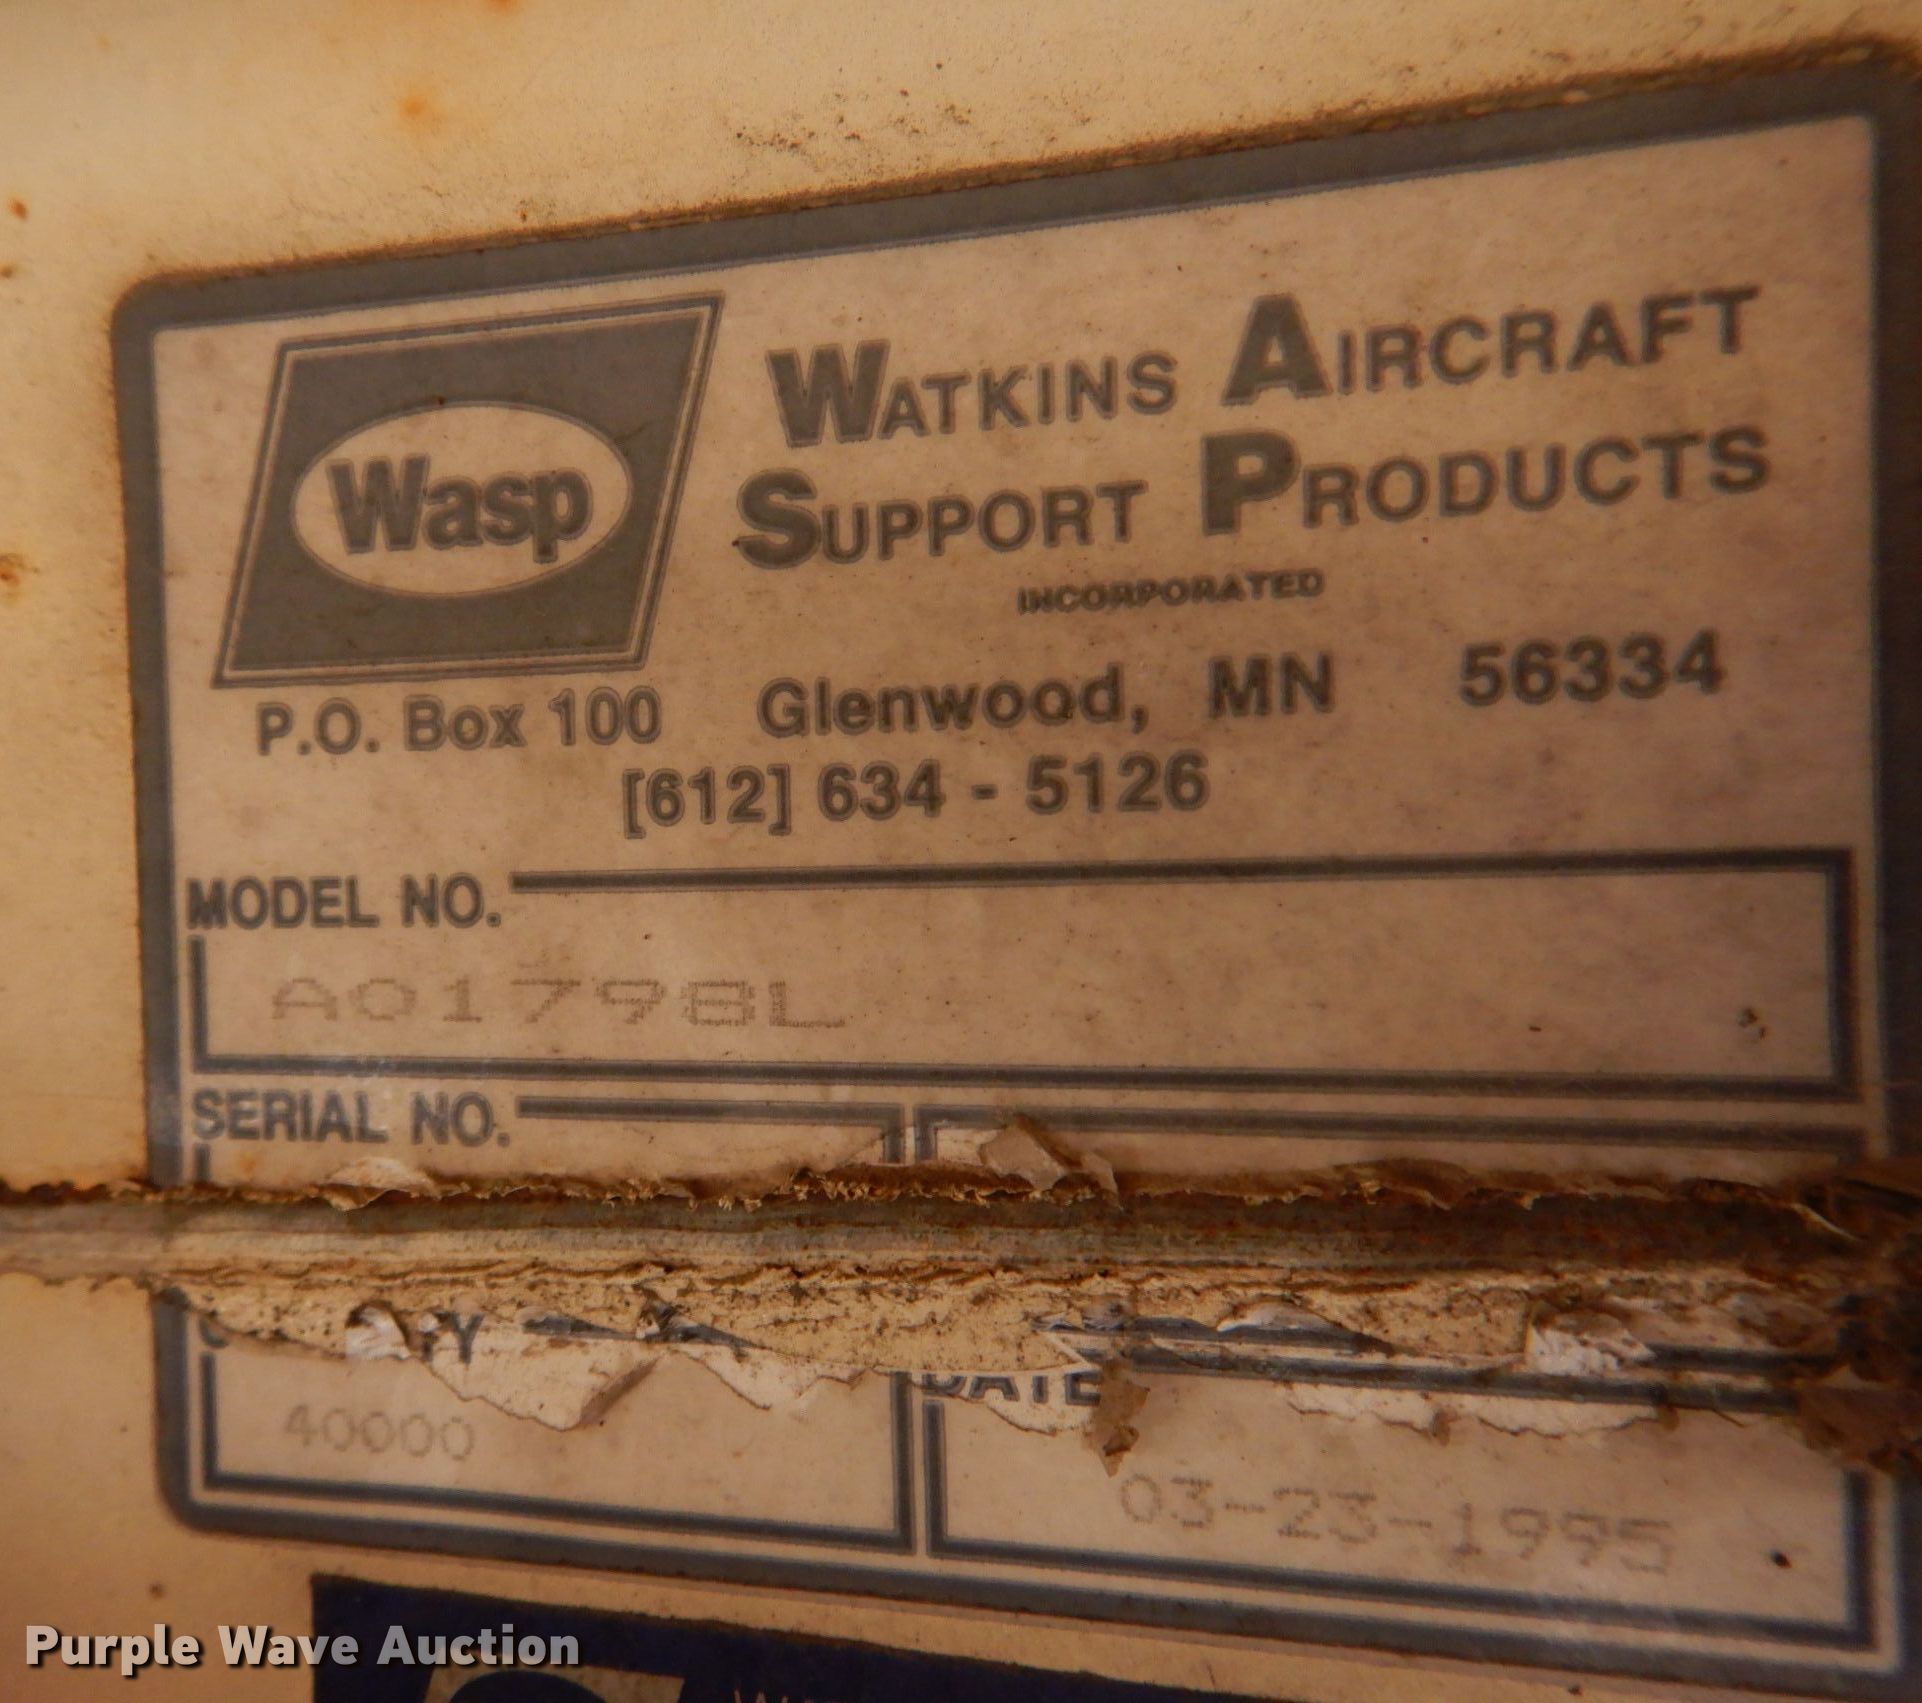 Wasp
WATKINS AIRCRAFT
SUPPORT PRODUCTS
INCORPORATED
P.O. Box 100 Glenwood, MN 56334
[612] 634 - 5126
MODEL NO.
A01798L
SERIAL NO.
40000
DATE
03-23-1995
Purple Wave Auction